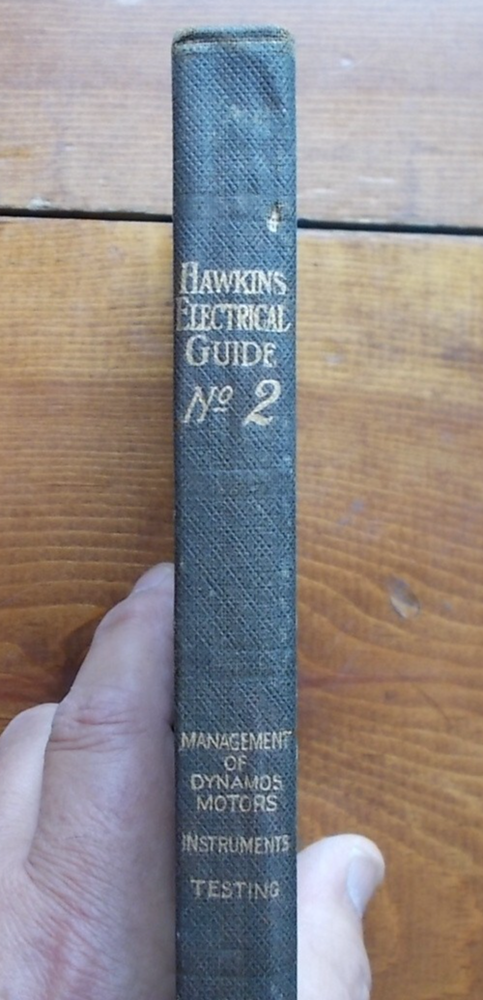 HAWKINS
ELECTRICAL
GUIDE
Nº 2
MANAGEMENT
OF
DYNAMOS
MOTORS
INSTRUMENTS
TESTING